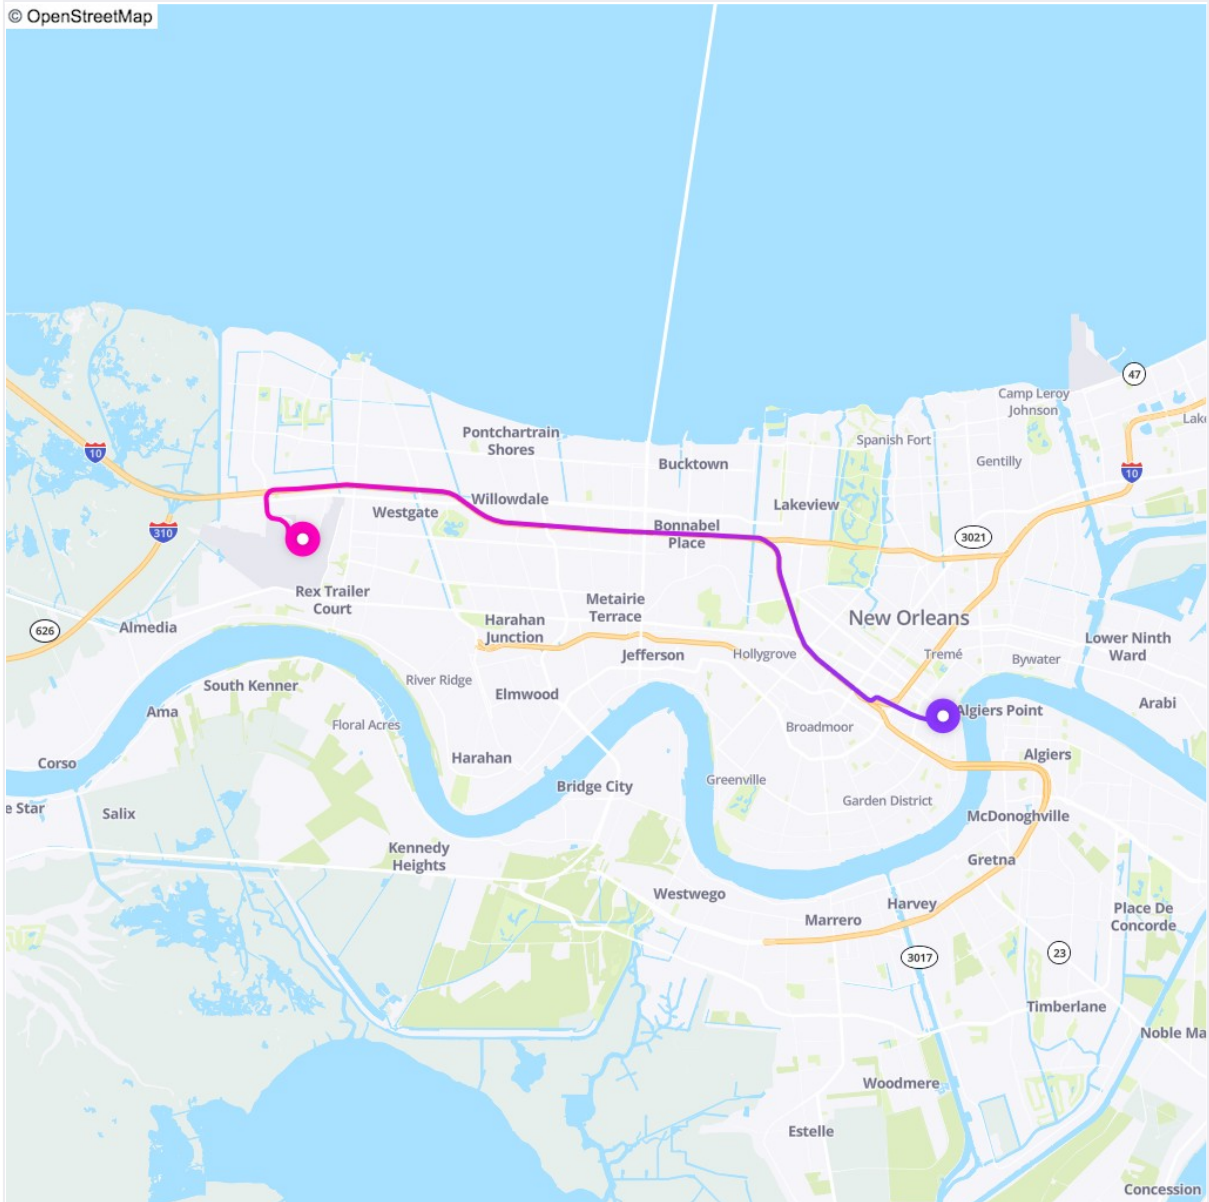 © OpenStreetMap
47
Camp Leroy
Johnson
Lake
Pontchartrain
Shores
Spanish Fort
10
Bucktown
Gentilly
10
Willowdale
Lakeview
Westgate
310
Bonnabel
Place
3021
Rex Trailer
Court
Metairie
Terrace
New Orleans
626
Almedia
Harahan
Junction
Lower Ninth
Ward
Jefferson
Hollygrove
Tremé
Bywater
South Kenner
River Ridge
Elmwood
Ama
Floral Acres
Algiers Point
Arabi
Broadmoor
Corso
Harahan
Algiers
Bridge City
Greenville
e Star
Salix
Garden District
McDonoghville
Kennedy
Heights
Gretna
Westwego
Harvey
Marrero
Place De
Concorde
3017
23
Timberlane
Noble Ma
Woodmere
Estelle
Concession